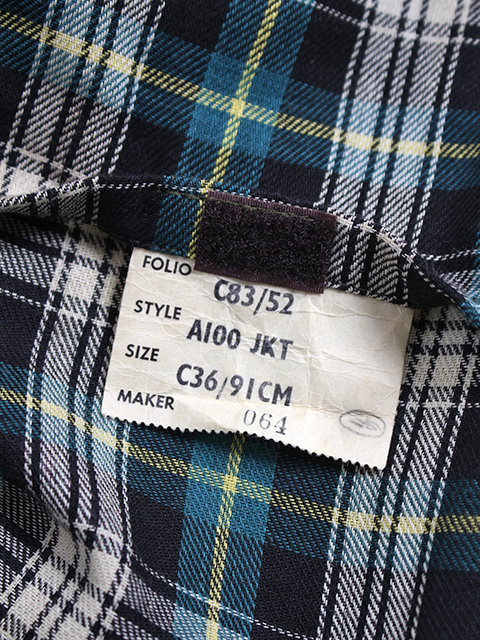 FOLIO
C83/52
STYLE
A100 JKT
SIZE
C36/91CM
MAKER
064